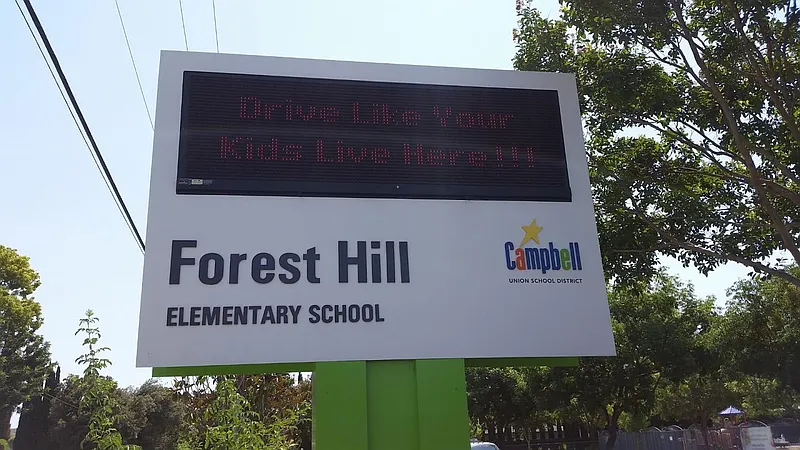 Drive Like Your
Kids Live Here!!!
Forest Hill
ELEMENTARY SCHOOL
Campbell
UNION SCHOOL DISTRICT